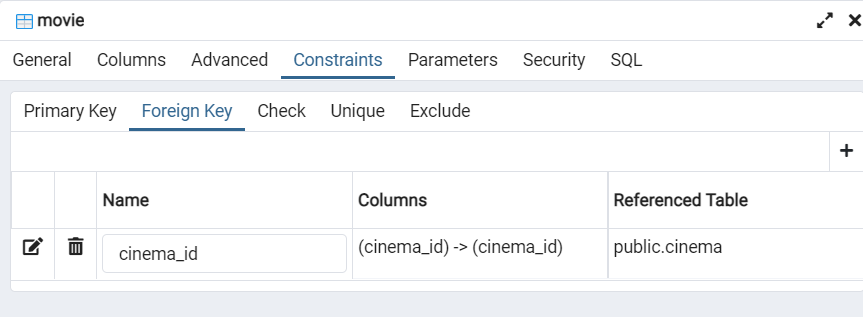 movie
General Columns Advanced Constraints Parameters Security SQL
Primary Key Foreign Key Check Unique Exclude
+
Name Columns Referenced Table
cinema_id (cinema_id) -> (cinema_id) public.cinema